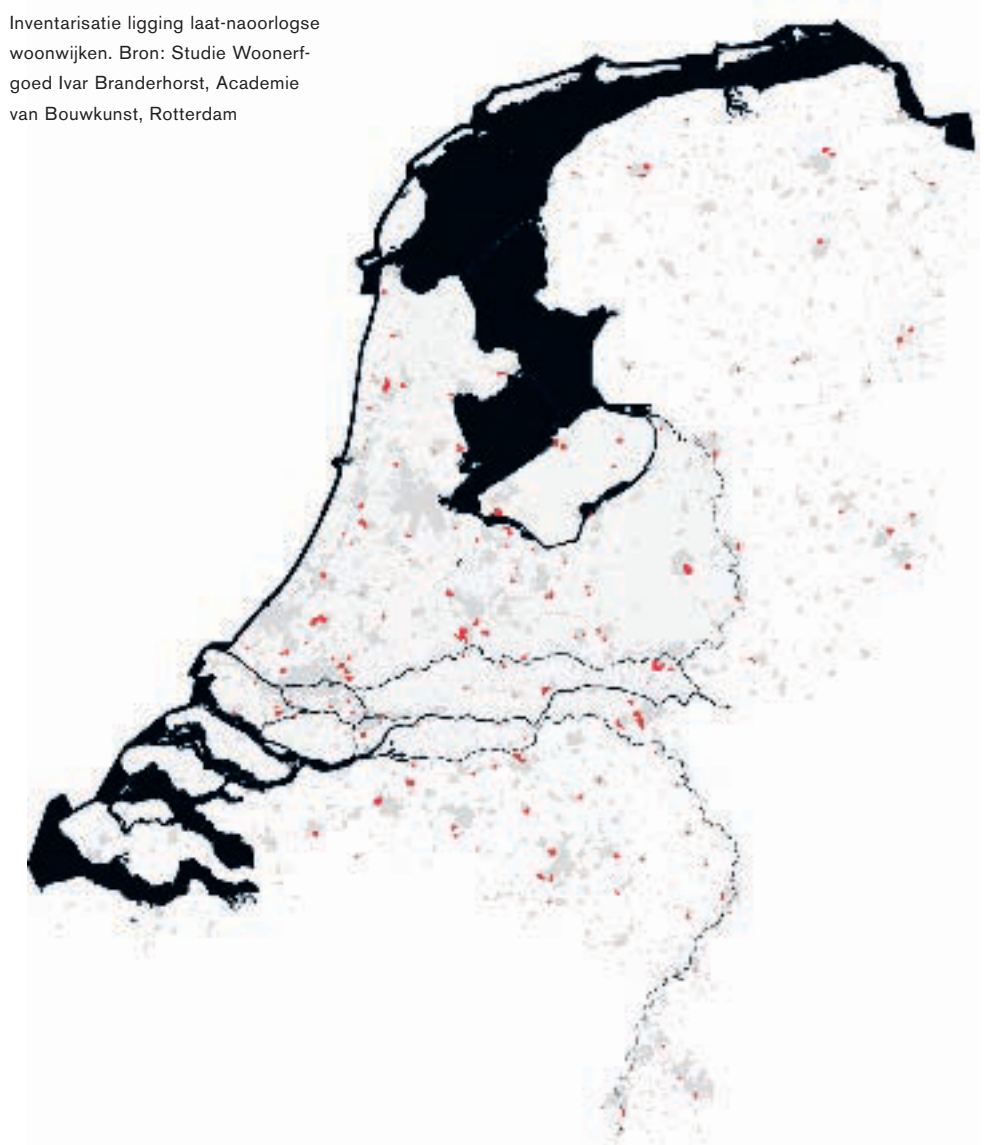 Inventarisatie ligging laat-naoorlogse
woonwijken. Bron: Studie Woonerf-
goed Ivar Branderhorst, Academie
van Bouwkunst, Rotterdam